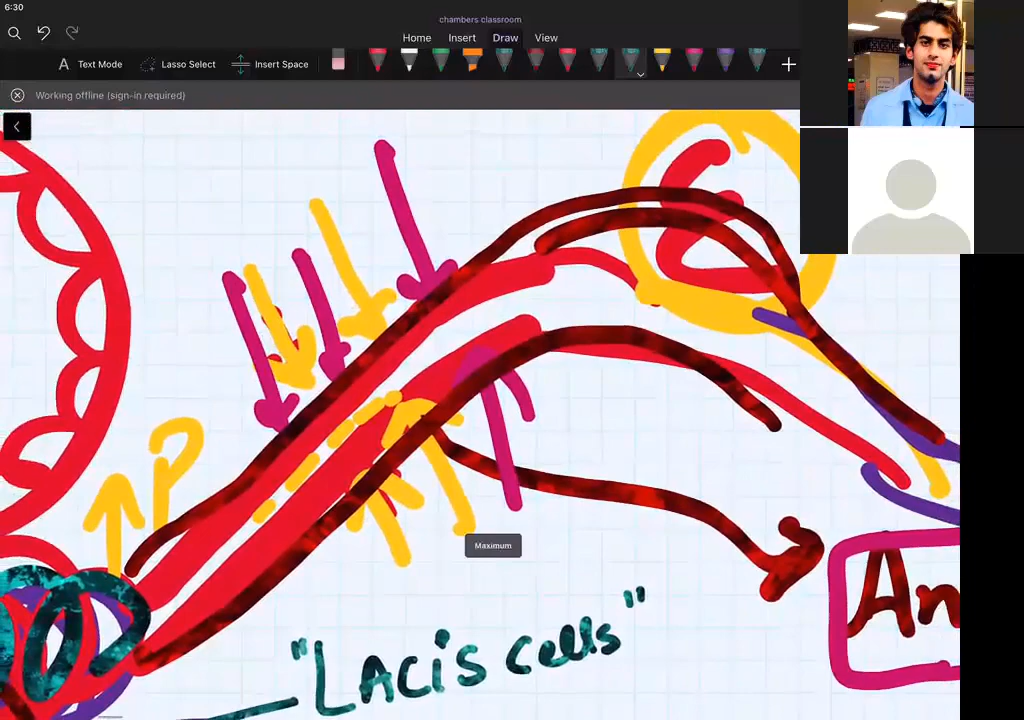 6:30
chambers classroom
Home Insert Draw View
Text Mode Lasso Select Insert Space
Working offline (sign-in required)
↑P
Maximum
"LACis cells"
An